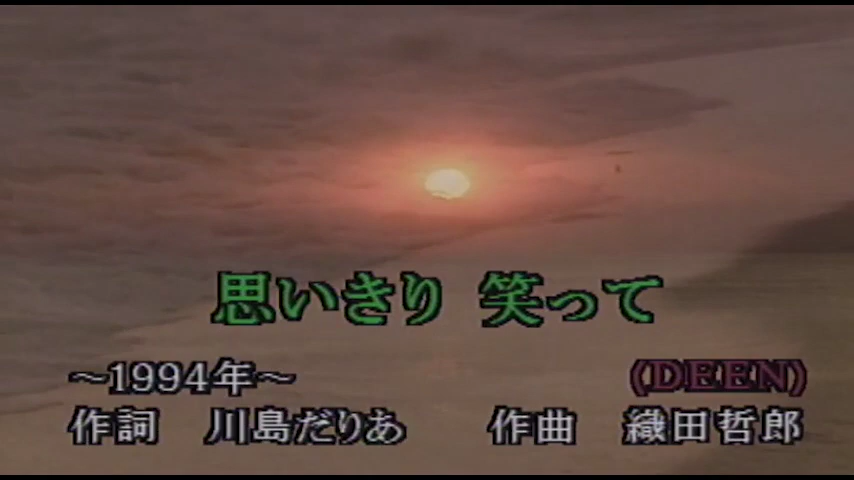 思いきり 笑って
～1994年～ (DEEN)
作詞 川島だりあ 作曲 織田哲郎